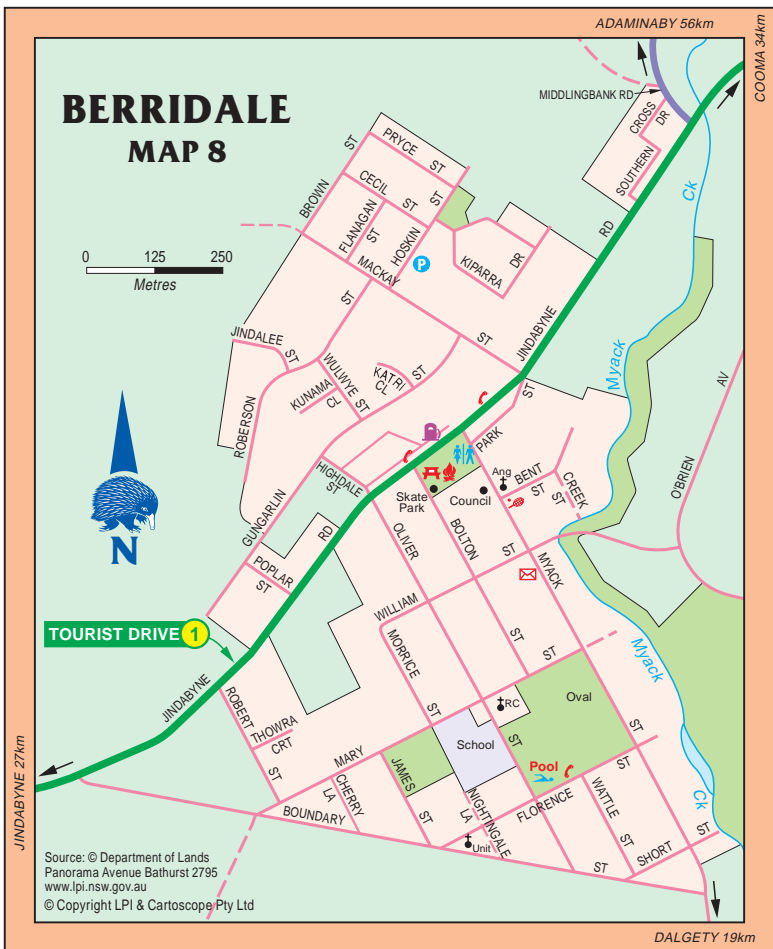 ADAMINABY 56km
COOMA 34km
BERRIDALE
MAP 8
MIDDLINGBANK RD
CROSS
DR
SOUTHERN
PRYCE ST
CECIL ST
BROWN ST
FLANAGAN ST
HOSKIN ST
MACKAY ST
KIPARRA DR
P
JINDABYNE RD
Ck
Myack
0 125 250
Metres
JINDALEE ST
WULWYE ST
KUNAMA CL
KATRI CL
ROBERSON
GUNGARLIN ST
HIGHDALE ST
POPLAR ST
PARK ST
Ang
BENT ST
CREEK ST
O'BRIEN AV
Skate Park
Council
N
OLIVER
BOLTON ST
MYACK ST
WILLIAM ST
MORRICE ST
TOURIST DRIVE 1
JINDABYNE RD
ROBERT ST
THOWRA CRT
MARY ST
RC
Oval
Myack
School
Pool
JAMES ST
CHERRY LA
NIGHTINGALE LA
FLORENCE ST
WATTLE ST
BOUNDARY ST
SHORT ST
Unit
Ck
JINDABYNE 27km
Source: © Department of Lands
Panorama Avenue Bathurst 2795
www.lpi.nsw.gov.au
© Copyright LPI & Cartoscope Pty Ltd
DALGETY 19km